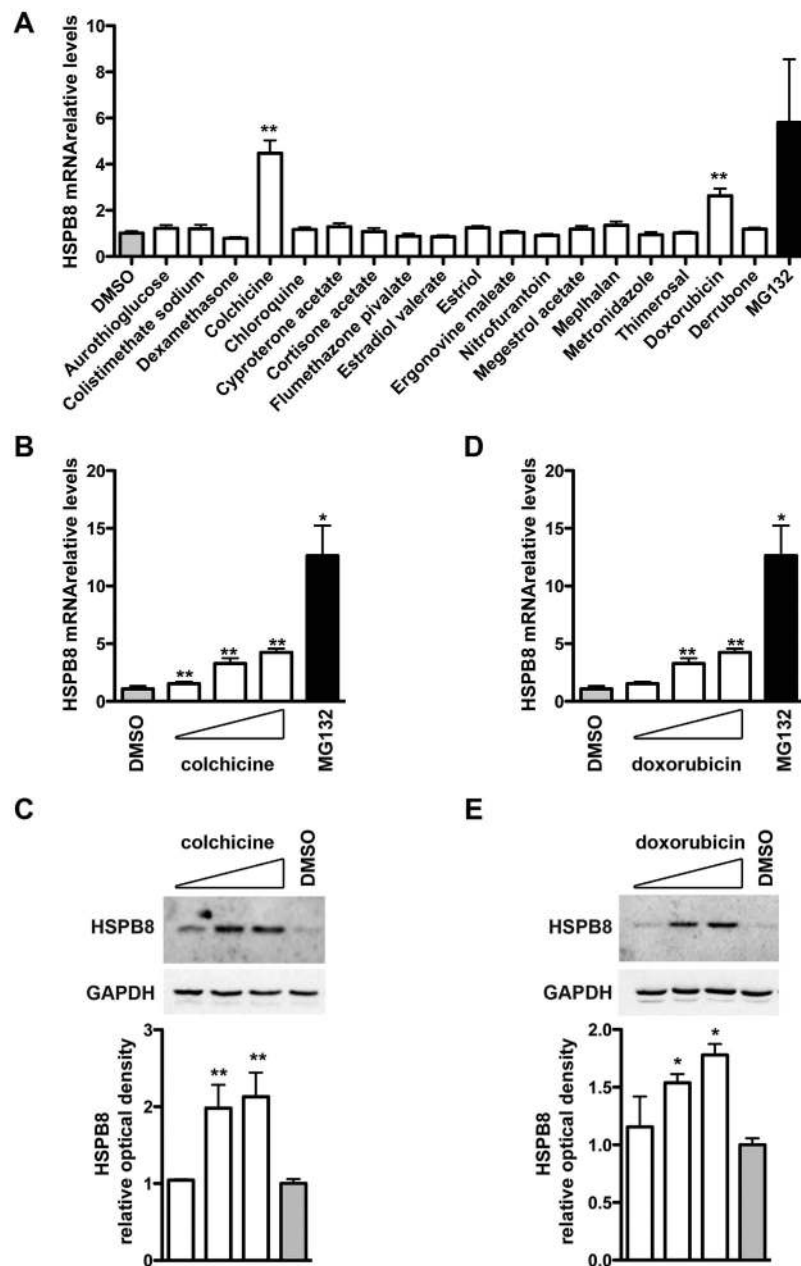 A
HSPB8 mRNArelative levels
10
8
6
4
2
0
**
**
DMSO
Aurothioglucose
Colistimethate sodium
Dexamethasone
Colchicine
Chloroquine
Cyproterone acetate
Cortisone acetate
Flumethazone pivalate
Estradiol valerate
Estriol
Ergonovine maleate
Nitrofurantoin
Megestrol acetate
Meplhalan
Metronidazole
Thimerosal
Doxorubicin
Derrubone
MG132
B
HSPB8 mRNArelative levels
20
15
10
5
0
**
**
**
*
DMSO
colchicine
MG132
D
HSPB8 mRNArelative levels
20
15
10
5
0
**
**
*
DMSO
doxorubicin
MG132
C
colchicine
DMSO
HSPB8
GAPDH
HSPB8
relative optical density
3
2
1
0
**
**
E
doxorubicin
DMSO
HSPB8
GAPDH
HSPB8
relative optical density
2.0
1.5
1.0
0.5
0.0
*
*